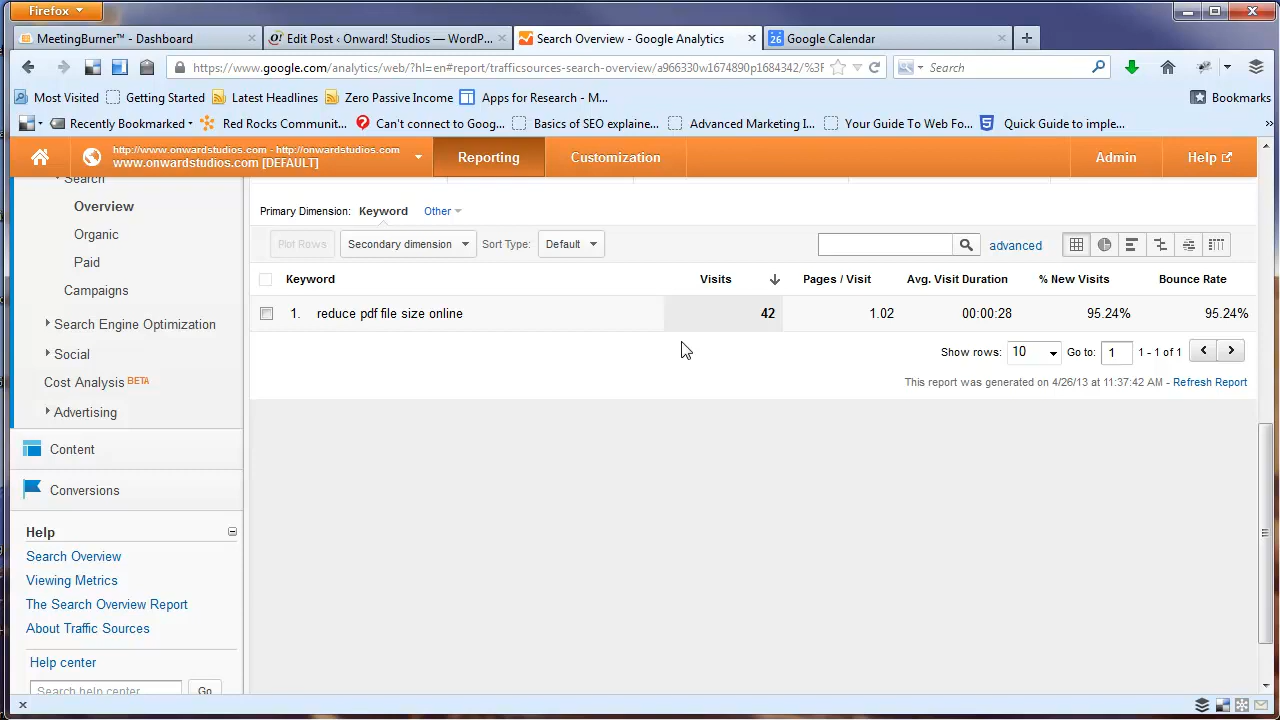 Firefox
MeetingBurner™ - Dashboard
Edit Post ‹ Onward! Studios — WordP...
Search Overview - Google Analytics
26 Google Calendar
https://www.google.com/analytics/web/?hl=en#report/trafficsources-search-overview/a966330w1674890p1684342/%3F
Search
Most Visited
Getting Started
Latest Headlines
Zero Passive Income
Apps for Research - M...
Bookmarks
Recently Bookmarked
Red Rocks Communit...
Can't connect to Goog...
Basics of SEO explaine...
Advanced Marketing I...
Your Guide To Web Fo...
Quick Guide to imple...
»
http://www.onwardstudios.com - http://onwardstudios.com
www.onwardstudios.com [DEFAULT]
Reporting
Customization
Admin
Help
Search
Overview
Organic
Paid
Campaigns
Search Engine Optimization
Social
Cost Analysis BETA
Advertising
Content
Conversions
Help
Search Overview
Viewing Metrics
The Search Overview Report
About Traffic Sources
Help center
Search help center
Go
Primary Dimension: Keyword Other
Plot Rows Secondary dimension Sort Type: Default advanced
Keyword Visits Pages / Visit Avg. Visit Duration % New Visits Bounce Rate
1. reduce pdf file size online 42 1.02 00:00:28 95.24% 95.24%
Show rows: 10 Go to: 1 1 - 1 of 1
This report was generated on 4/26/13 at 11:37:42 AM - Refresh Report